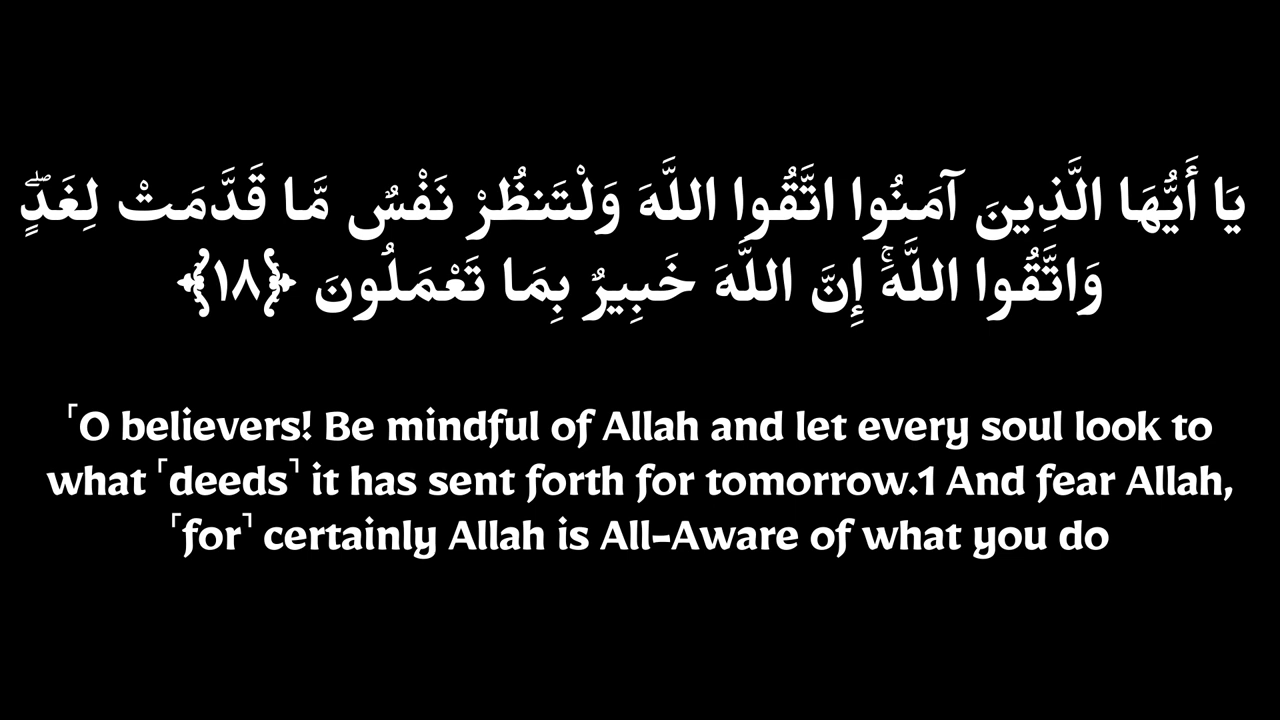 يَا أَيُّهَا الَّذِينَ آمَنُوا اتَّقُوا اللَّهَ وَلْتَنظُرْ نَفْسٌ مَّا قَدَّمَتْ لِغَدٍۖ
وَاتَّقُوا اللَّهَۚ إِنَّ اللَّهَ خَبِيرٌ بِمَا تَعْمَلُونَ ﴿١٨﴾
⸢O believers! Be mindful of Allah and let every soul look to
what ⸢deeds⸣ it has sent forth for tomorrow.1 And fear Allah,
⸢for⸣ certainly Allah is All-Aware of what you do